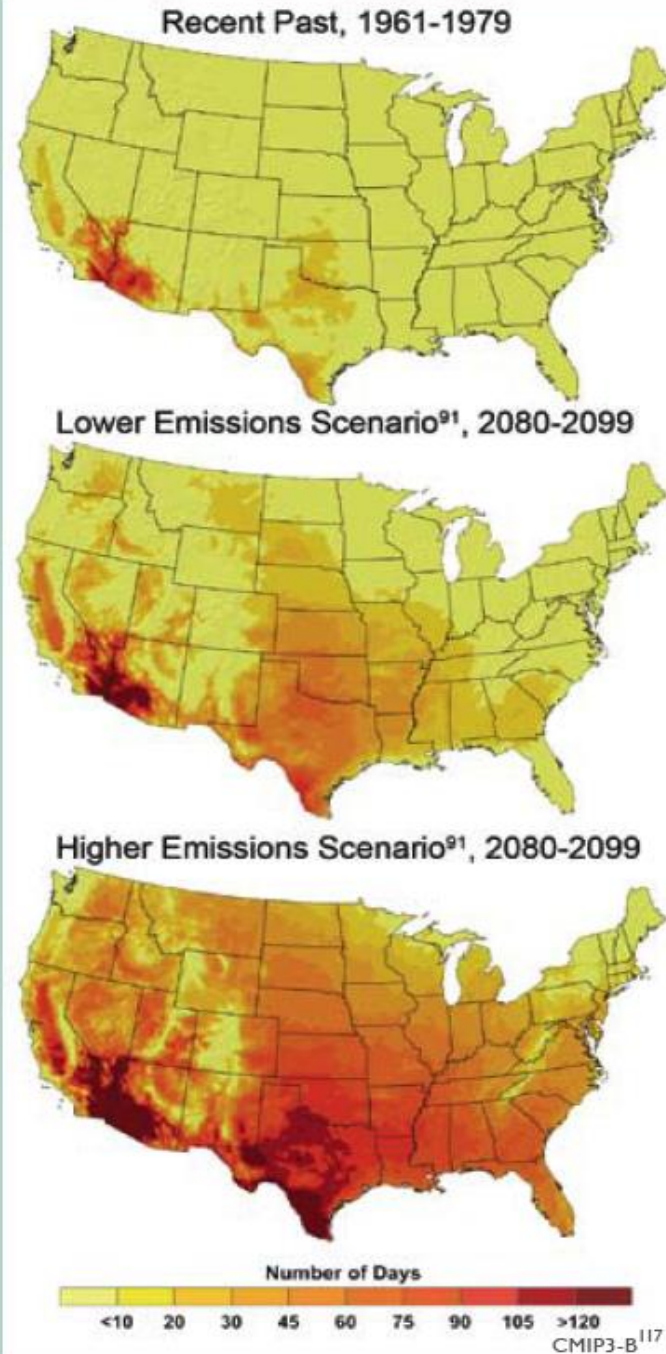 Recent Past, 1961-1979
Lower Emissions Scenario⁹¹, 2080-2099
Higher Emissions Scenario⁹¹, 2080-2099
Number of Days
<10 20 30 45 60 75 90 105 >120
CMIP3-B¹¹⁷